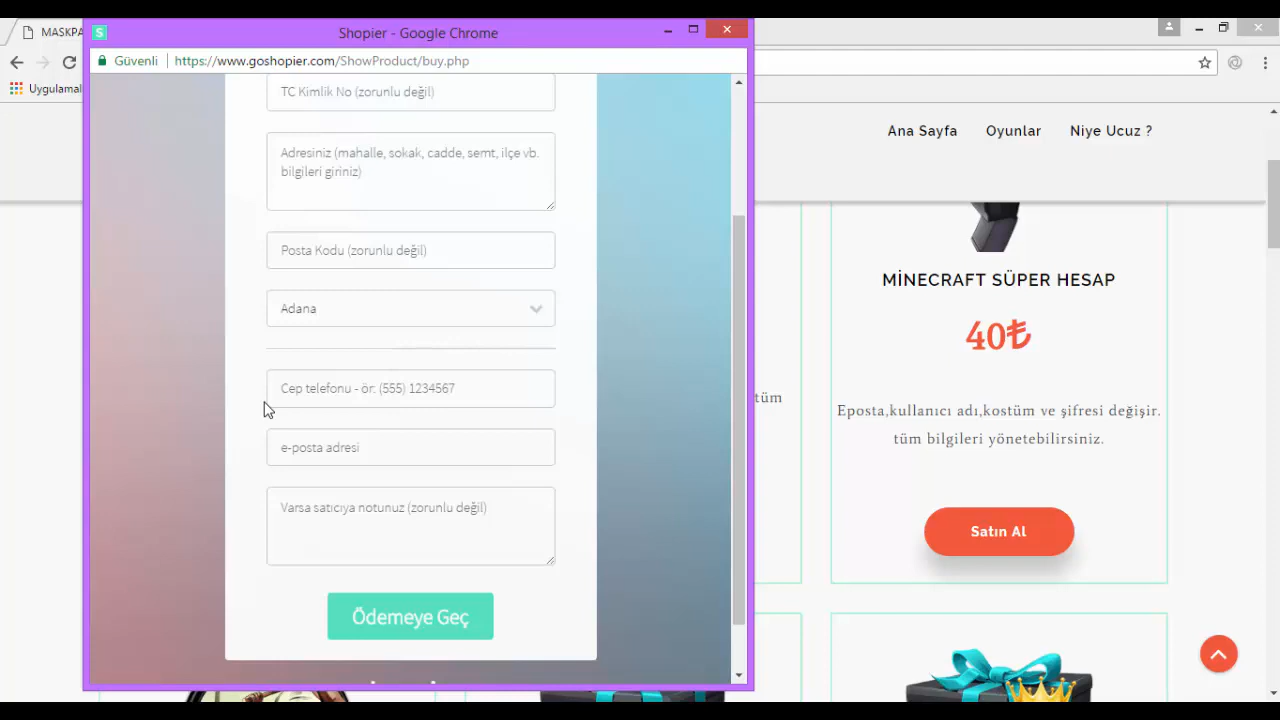 MASKPA
Shopier - Google Chrome
Güvenli
https://www.goshopier.com/ShowProduct/buy.php
Uygulamal
TC Kimlik No (zorunlu değil)
Adresiniz (mahalle, sokak, cadde, semt, ilçe vb.
bilgileri giriniz)
Posta Kodu (zorunlu değil)
Adana
Cep telefonu - ör: (555) 1234567
e-posta adresi
Varsa satıcıya notunuz (zorunlu değil)
Ödemeye Geç
Ana Sayfa
Oyunlar
Niye Ucuz ?
tüm
MİNECRAFT SÜPER HESAP
40₺
Eposta,kullanıcı adı,kostüm ve şifresi değişir.
tüm bilgileri yönetebilirsiniz.
Satın Al